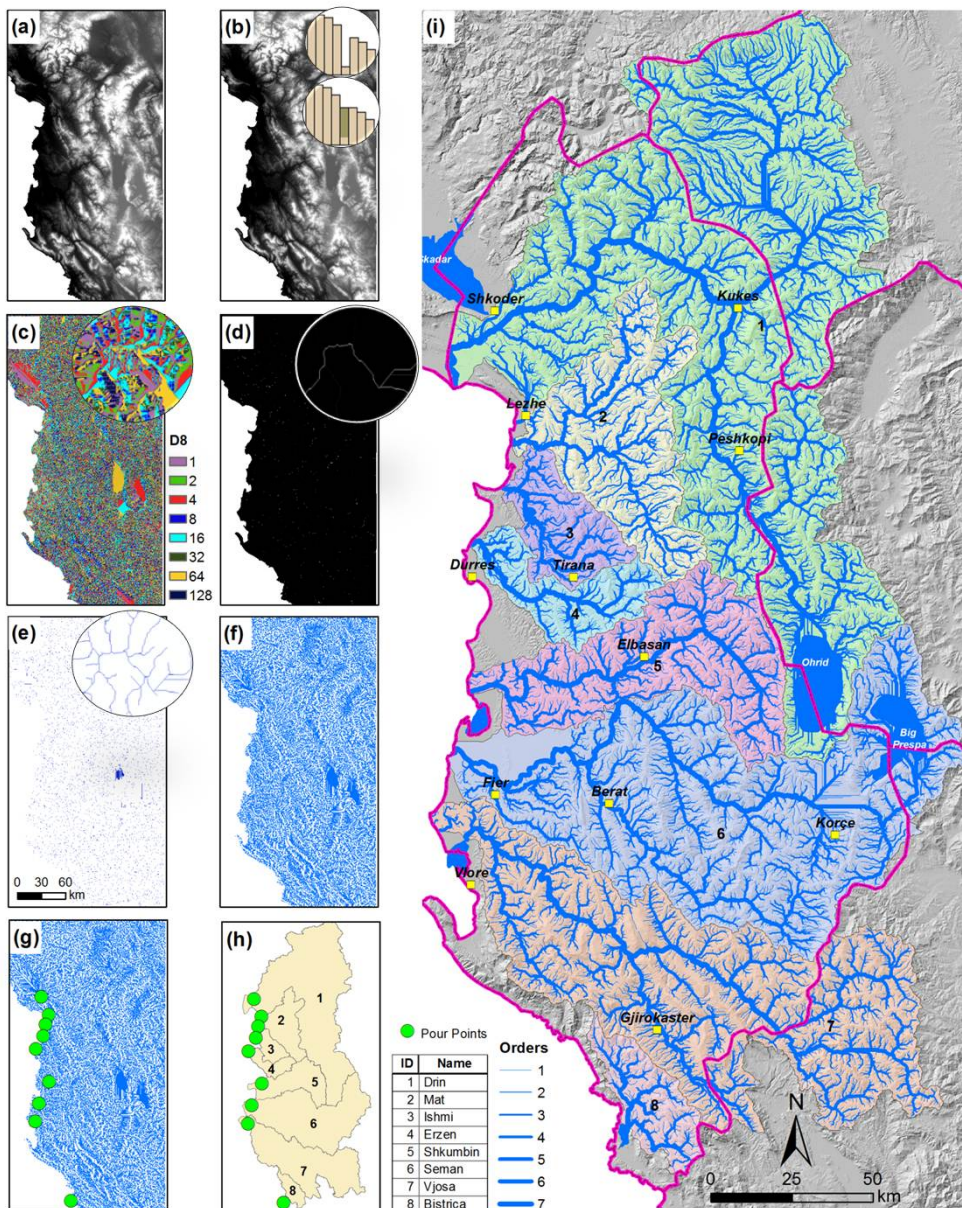 (a)
(b)
(c)
D8
1
2
4
8
16
32
64
128
(d)
(e)
0 30 60
km
(f)
(g)
(h)
1
2
3
4
5
6
7
8
Pour Points
ID Name
1 Drin
2 Mat
3 Ishmi
4 Erzen
5 Shkumbin
6 Seman
7 Vjosa
8 Bistrica
Orders
1
2
3
4
5
6
7
(i)
Skadar
Shkoder
Kukes
1
Lezhe
2
Peshkopi
3
Durres
Tirana
4
Elbasan
5
Ohrid
Big
Prespa
Fier
Berat
6
Korçe
Vlore
Gjirokaster
7
8
N
0 25 50
km